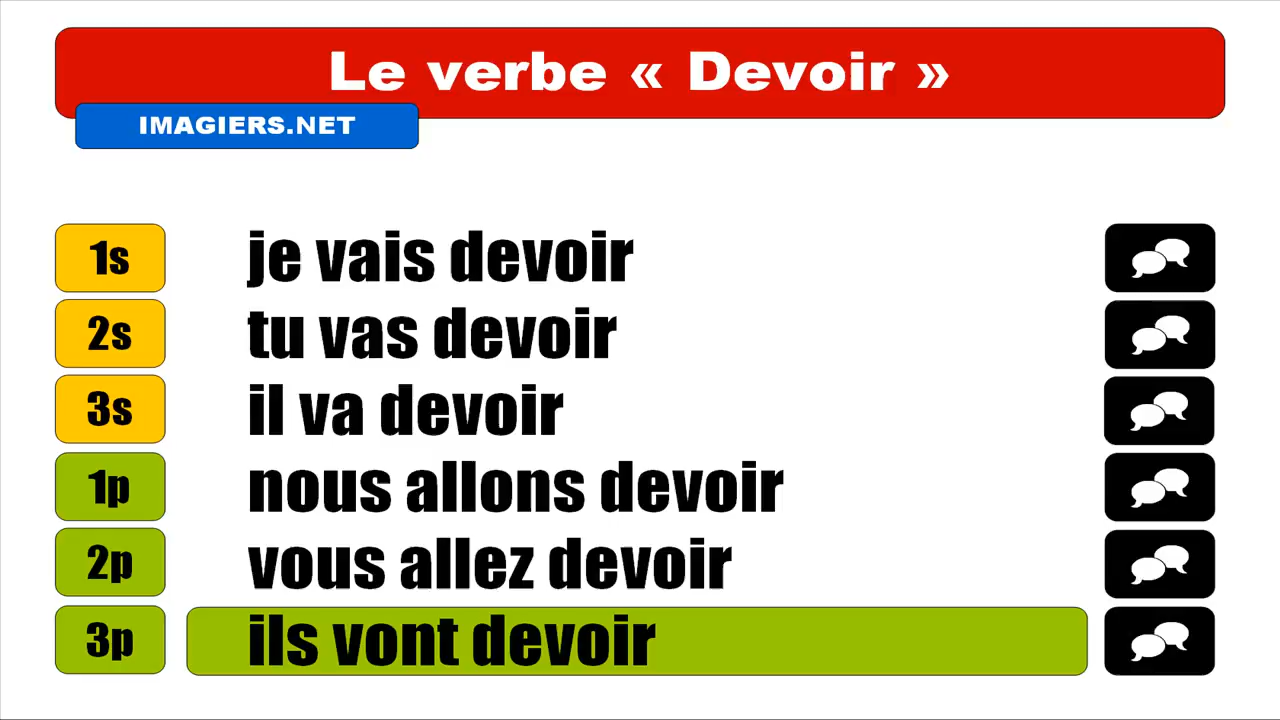 Le verbe « Devoir »
IMAGIERS.NET
1s je vais devoir
2s tu vas devoir
3s il va devoir
1p nous allons devoir
2p vous allez devoir
3p ils vont devoir